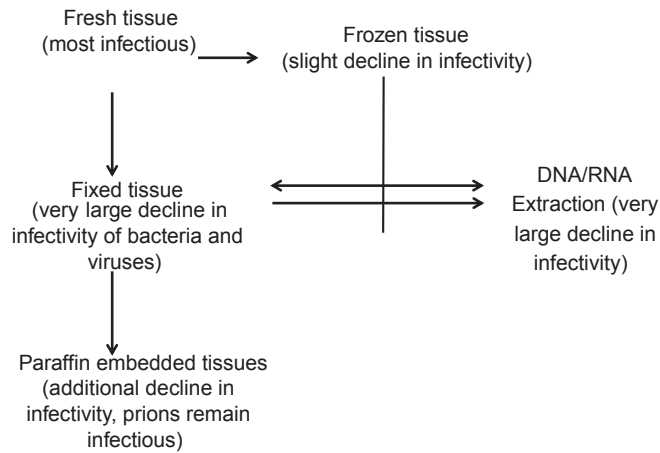 Fresh tissue
(most infectious)
Frozen tissue
(slight decline in infectivity)
Fixed tissue
(very large decline in
infectivity of bacteria and
viruses)
DNA/RNA
Extraction (very
large decline in
infectivity)
Paraffin embedded tissues
(additional decline in
infectivity, prions remain
infectious)